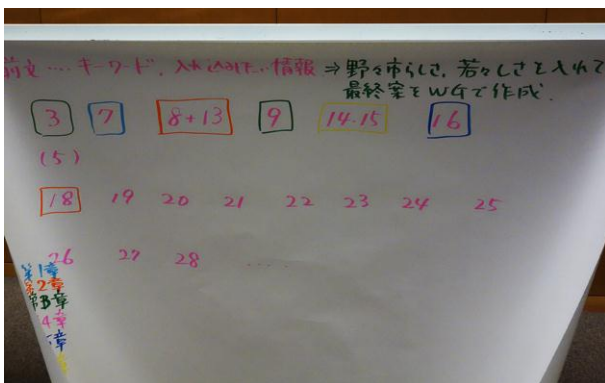 前文…キーワード、入れ込みたい情報⇒野々市らしさ、若々しさを入れて
最終案をWGで作成.
3 7 8+13 9 14・15 16
(5)
18 19 20 21 22 23 24 25
26 27 28 ‥‥
第1章
第2章
第3章
4章
章